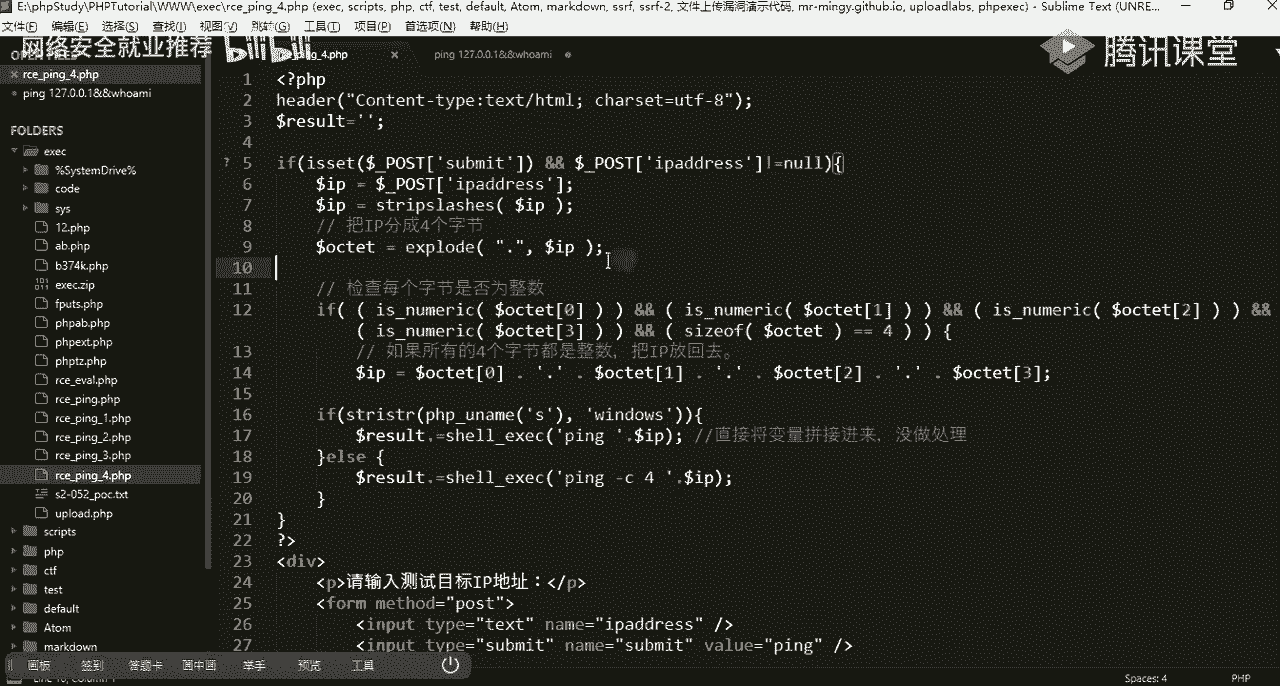 E:\phpStudy\PHPTutorial\WWW\exec\rce_ping_4.php (exec, scripts, php, ctf, test, default, Atom, markdown, ssrf, ssrf-2, 文件上传漏洞演示代码, mr-mingy.github.io, uploadlabs, phpexec) - Sublime Text (UNRE...
文件(F) 编辑(E) 选择(S) 查找(I) 视图(V) 跳转(G) 工具(T) 项目(P) 首选项(N) 帮助(H)
网络安全就业推荐 bilibili
腾讯课堂
ping_4.php × ping 127.0.0.1&&whoami
rce_ping_4.php
ping 127.0.0.1&&whoami
FOLDERS
exec
%SystemDrive%
code
sys
12.php
ab.php
b374k.php
exec.zip
fputs.php
phpab.php
phpext.php
phptz.php
rce_eval.php
rce_ping.php
rce_ping_1.php
rce_ping_2.php
rce_ping_3.php
rce_ping_4.php
s2-052_poc.txt
upload.php
scripts
php
ctf
test
default
Atom
markdown
1 <?php
2 header("Content-type:text/html; charset=utf-8");
3 $result='';
4
5 if(isset($_POST['submit']) && $_POST['ipaddress']!=null){
6 $ip = $_POST['ipaddress'];
7 $ip = stripslashes( $ip );
8 // 把IP分成4个字节
9 $octet = explode( ".", $ip );
10
11 // 检查每个字节是否为整数
12 if( ( is_numeric( $octet[0] ) ) && ( is_numeric( $octet[1] ) ) && ( is_numeric( $octet[2] ) ) &&
( is_numeric( $octet[3] ) ) && ( sizeof( $octet ) == 4 ) ) {
13 // 如果所有的4个字节都是整数，把IP放回去。
14 $ip = $octet[0] . '.' . $octet[1] . '.' . $octet[2] . '.' . $octet[3];
15
16 if(stristr(php_uname('s'), 'windows')){
17 $result.=shell_exec('ping '.$ip); //直接将变量拼接进来，没做处理
18 }else {
19 $result.=shell_exec('ping -c 4 '.$ip);
20 }
21 }
22 ?>
23 <div>
24 <p>请输入测试目标IP地址：</p>
25 <form method="post">
26 <input type="text" name="ipaddress" />
27 <input type="submit" name="submit" value="ping" />
画板 签到 答题卡 画中画 举手 预览 工具
Spaces: 4 PHP